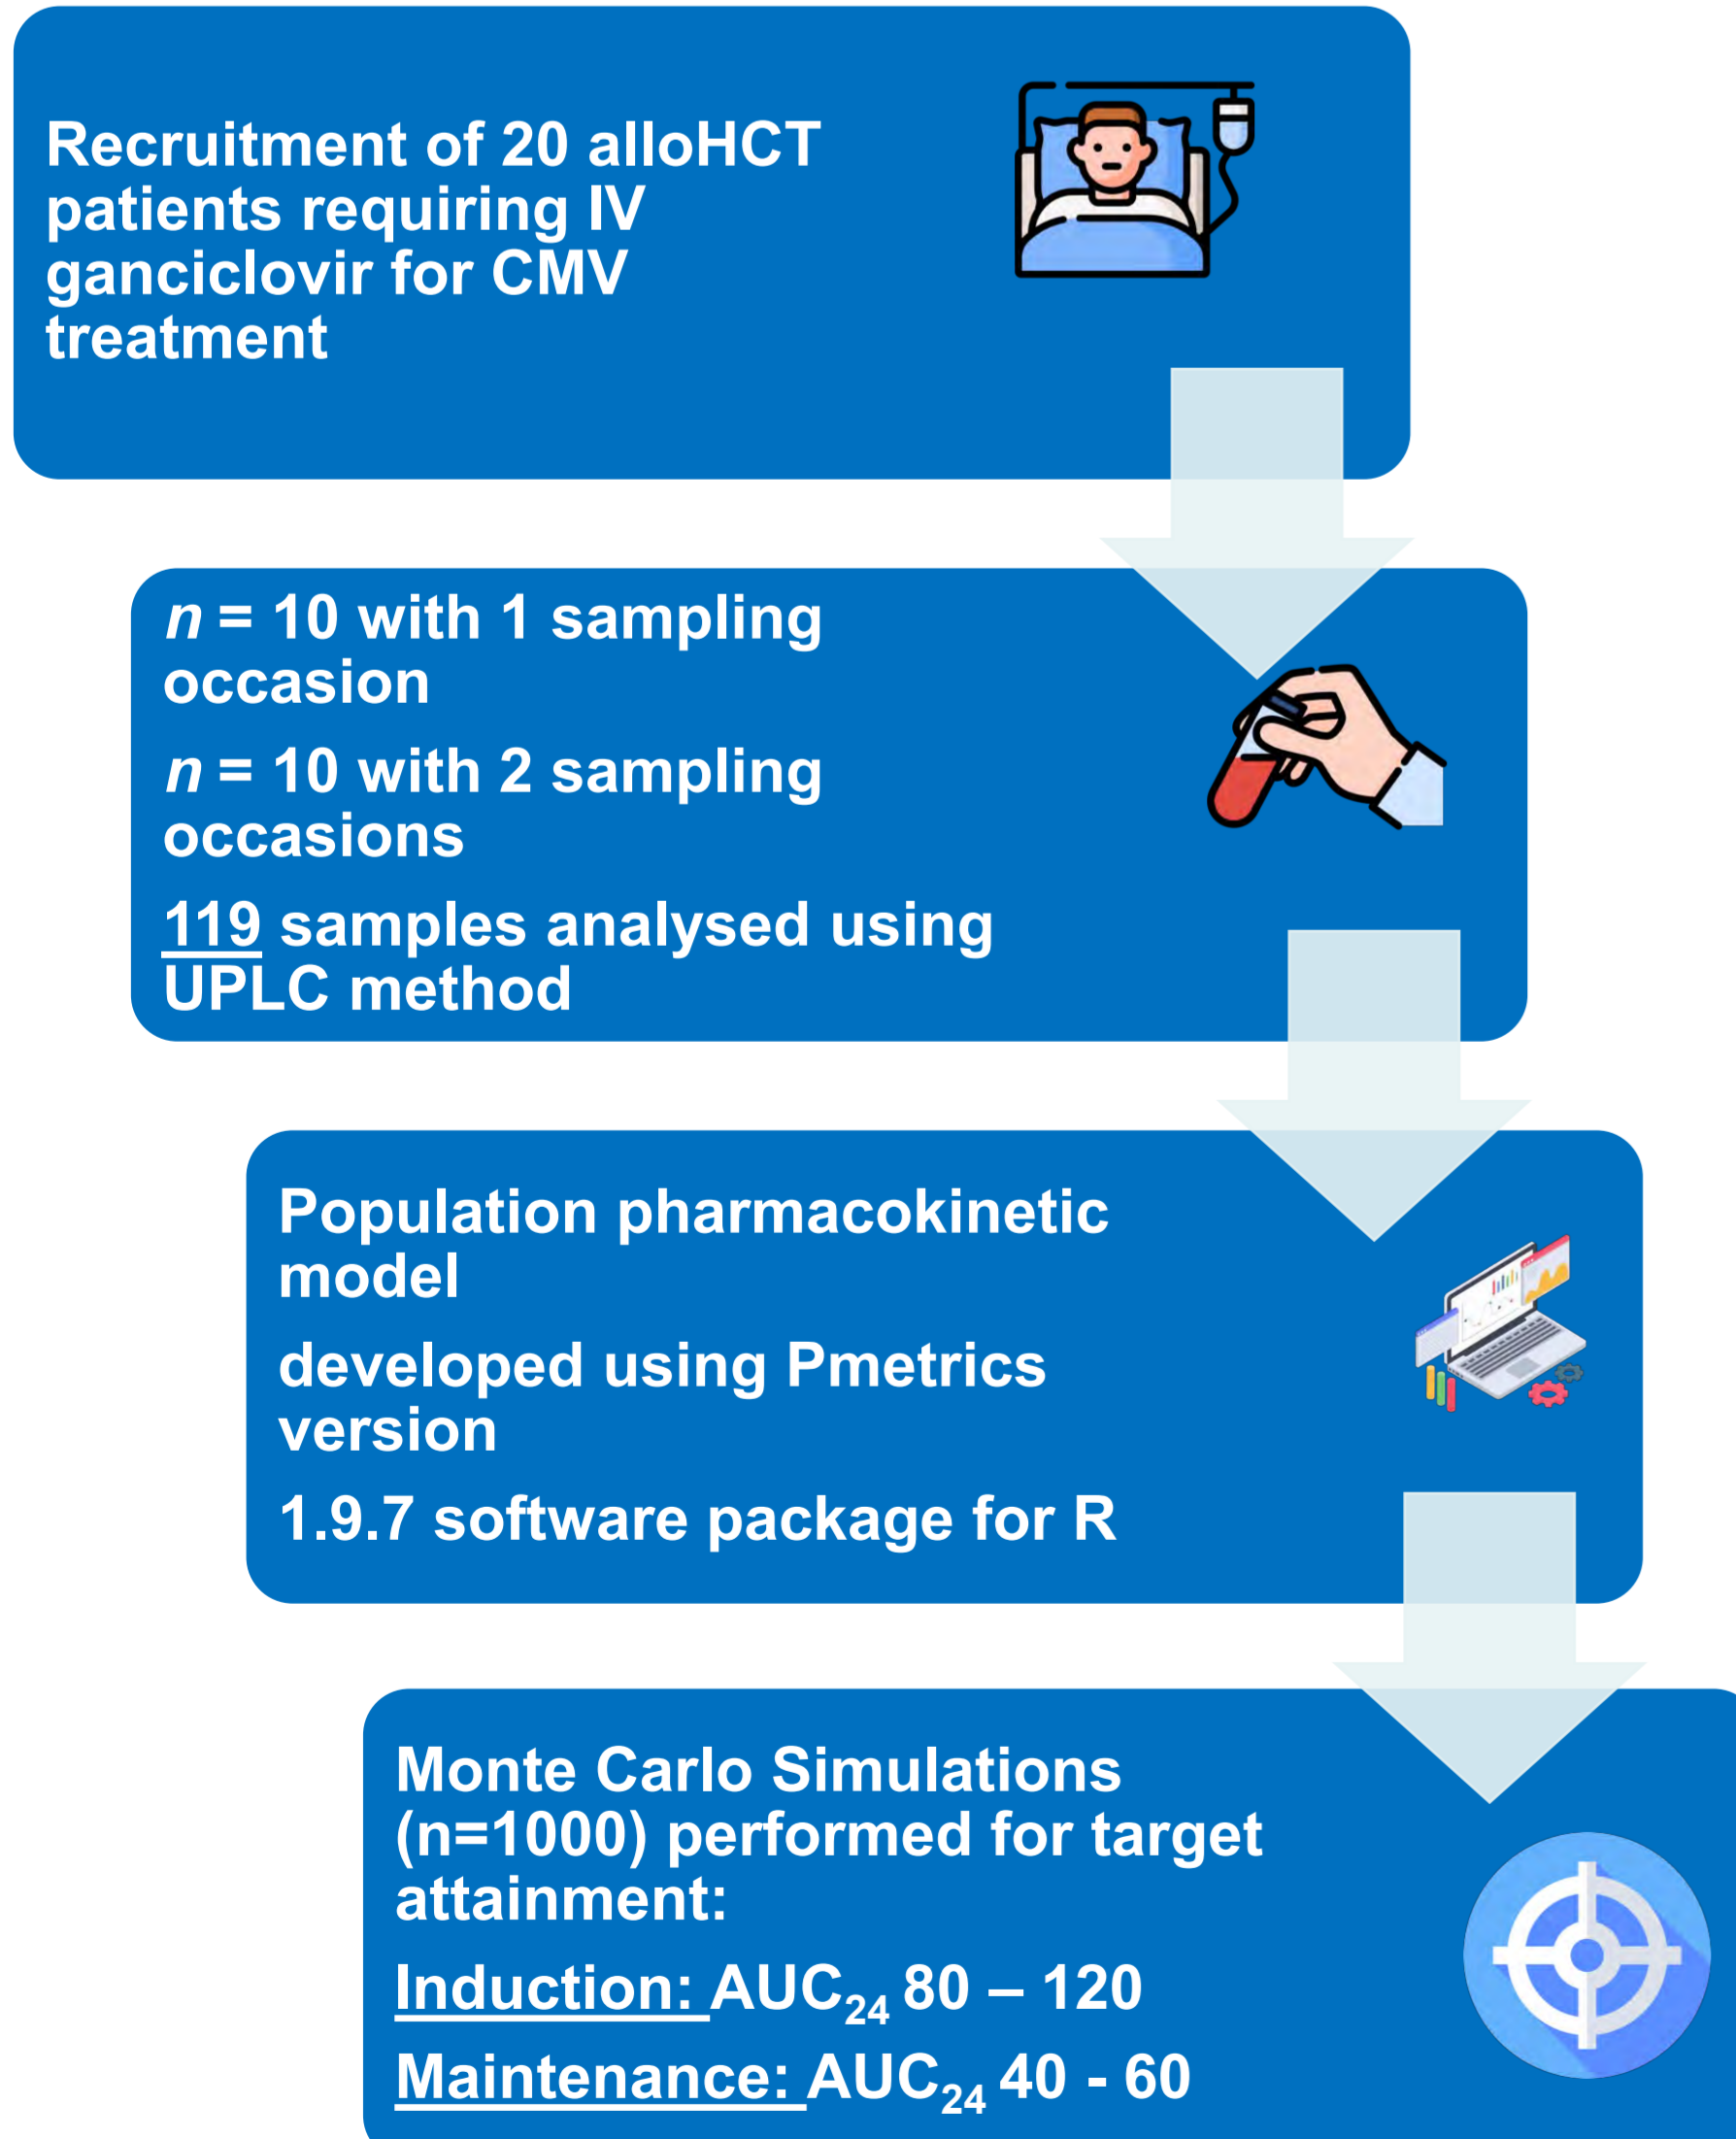 Recruitment of 20 alloHCT
patients requiring IV
ganciclovir for CMV
treatment
n = 10 with 1 sampling
occasion
n = 10 with 2 sampling
occasions
119 samples analysed using
UPLC method
Population pharmacokinetic
model
developed using Pmetrics
version
1.9.7 software package for R
Monte Carlo Simulations
(n=1000) performed for target
attainment:
Induction: AUC₂₄ 80 – 120
Maintenance: AUC₂₄ 40 - 60